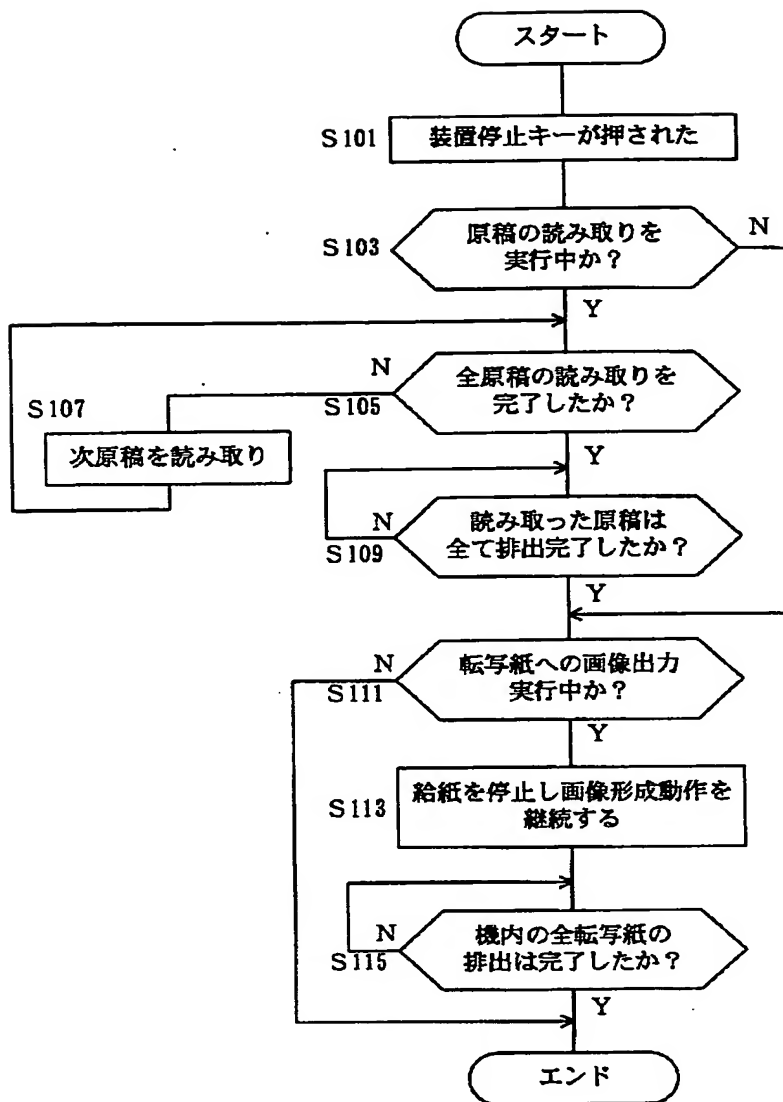 スタート
S101
装置停止キーが押された
S103
原稿の読み取りを
実行中か？
N
Y
N
S105
全原稿の読み取りを
完了したか？
S107
次原稿を読み取り
Y
N
S109
読み取った原稿は
全て排出完了したか？
Y
N
S111
転写紙への画像出力
実行中か？
Y
S113
給紙を停止し画像形成動作を
継続する
N
S115
機内の全転写紙の
排出は完了したか？
Y
エンド